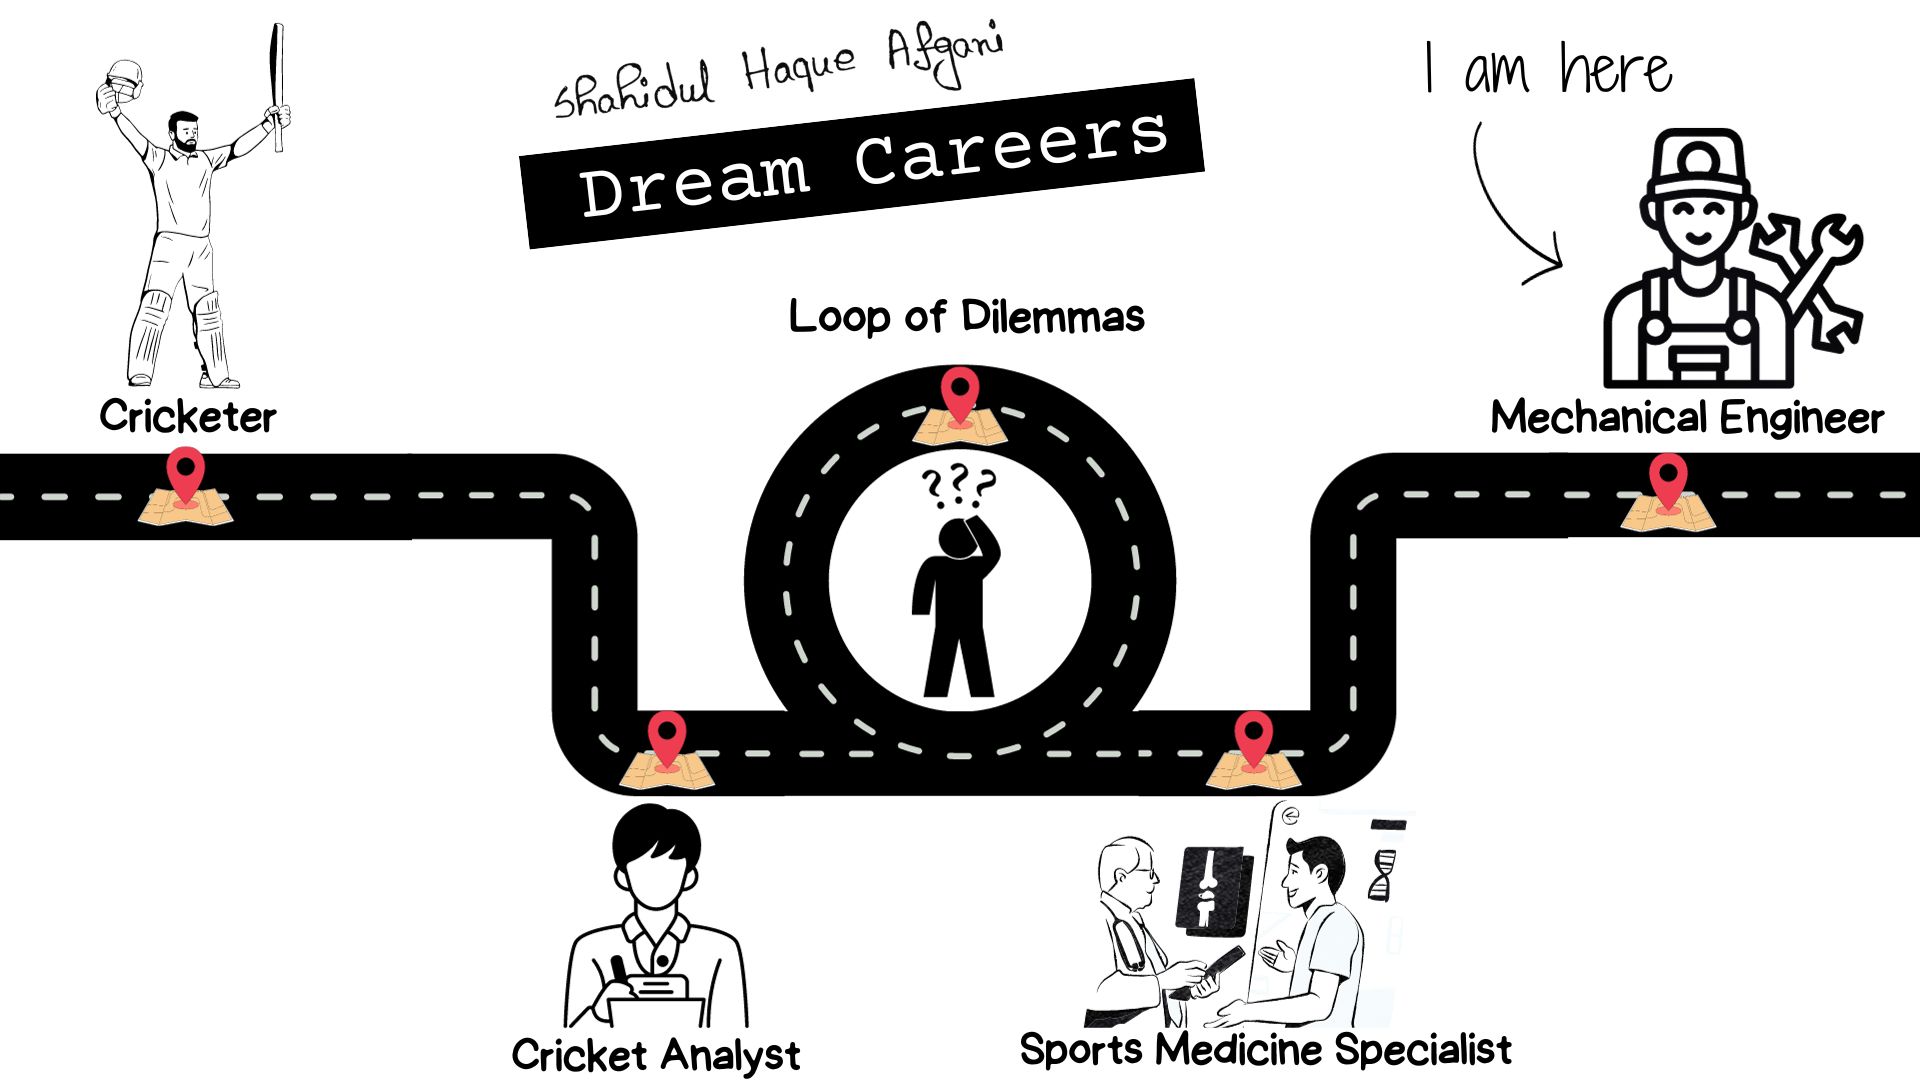 Shahidul Haque Afgani
Dream Careers
I am here
Loop of Dilemmas
Cricketer
Mechanical Engineer
???
Cricket Analyst
Sports Medicine Specialist